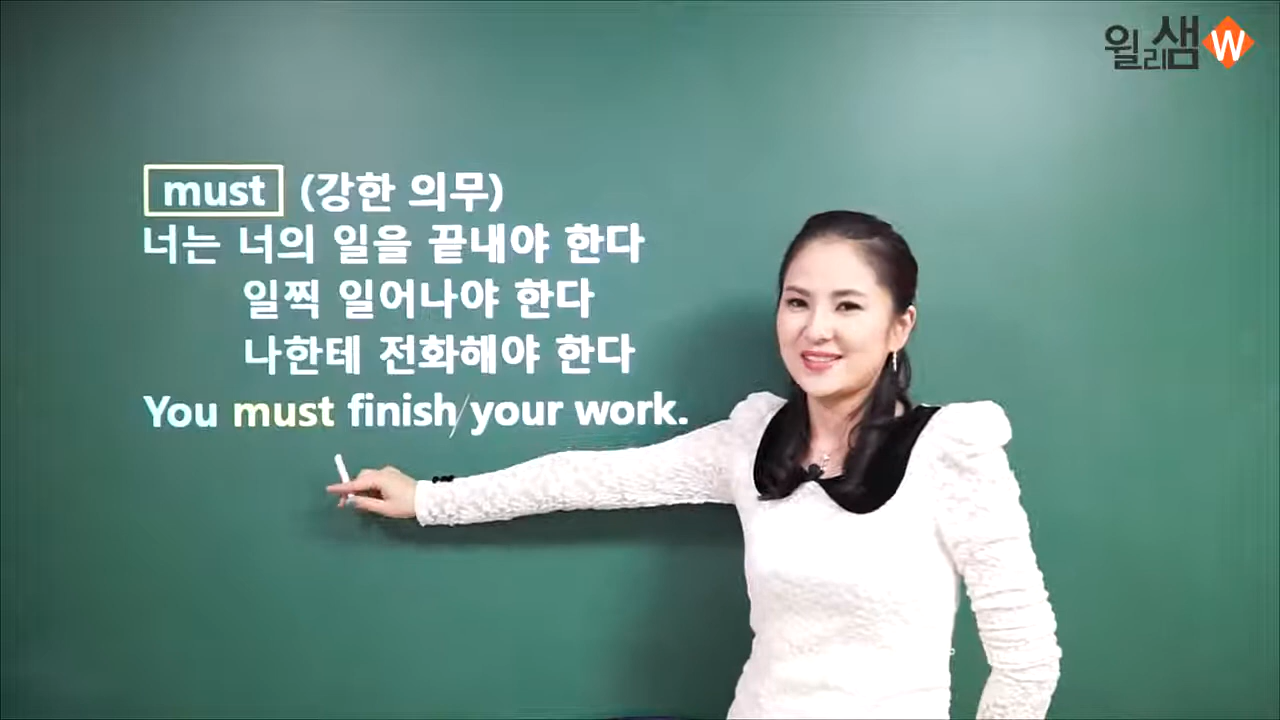 윌리샘 W
must (강한 의무)
너는 너의 일을 끝내야 한다
일찍 일어나야 한다
나한테 전화해야 한다
You must finish/your work.